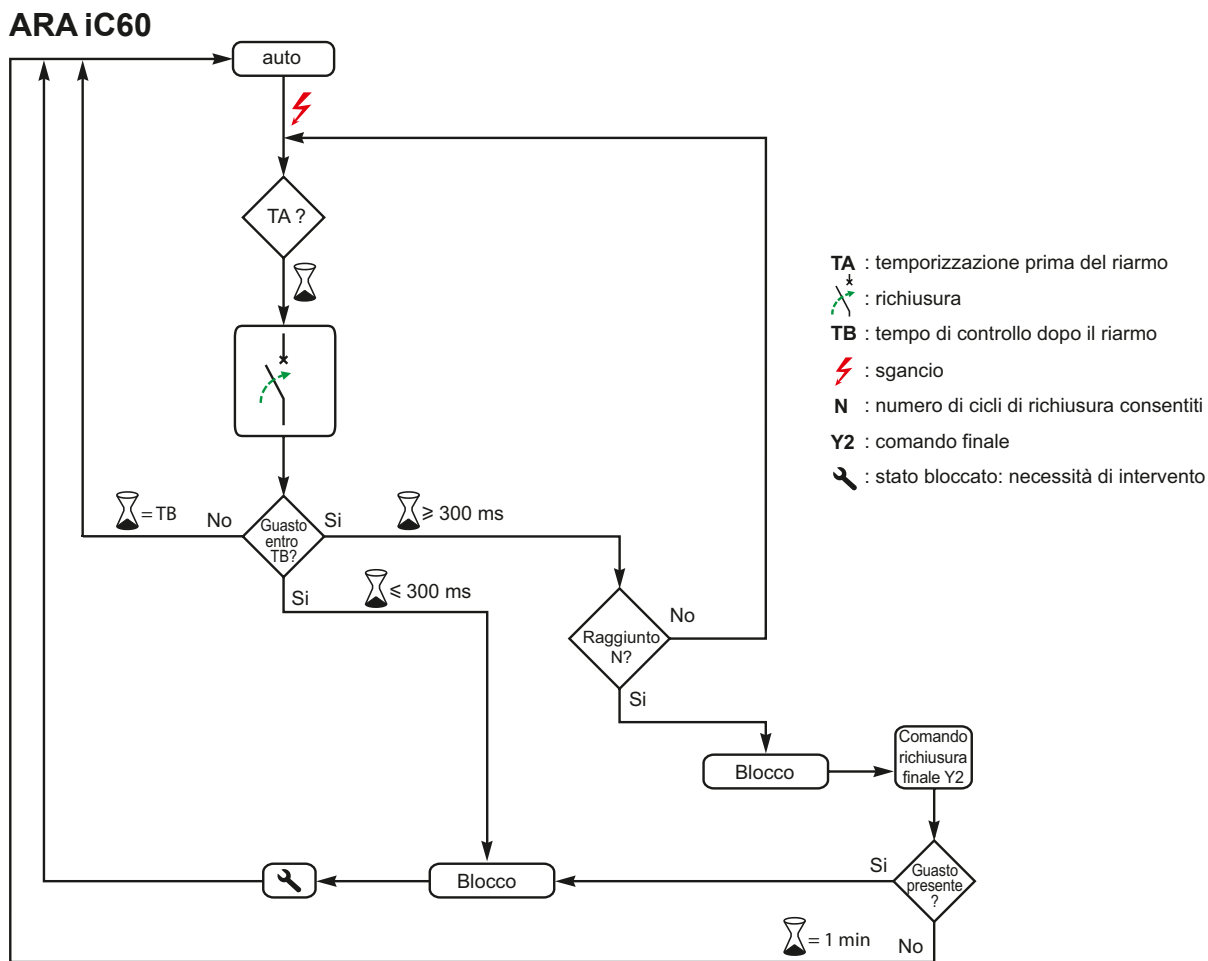 ARA iC60
auto
TA ?
TA : temporizzazione prima del riarmo
: richiusura
TB : tempo di controllo dopo il riarmo
: sgancio
N : numero di cicli di richiusura consentiti
Y2 : comando finale
: stato bloccato: necessità di intervento
= TB
No
Guasto
entro
TB?
Si
≥ 300 ms
Si
≤ 300 ms
Raggiunto
N?
No
Si
Blocco
Comando
richiusura
finale Y2
Blocco
Si
Guasto
presente
?
= 1 min
No